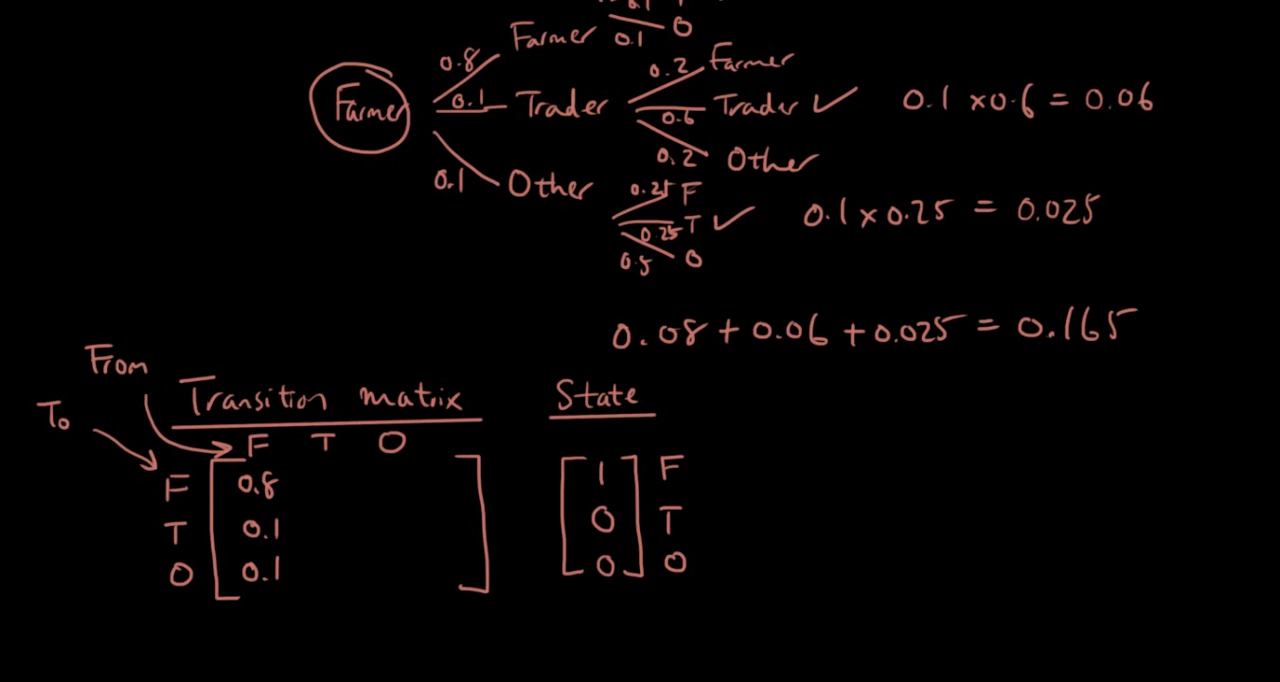 0.1 O
Farmer
0.8 Farmer
0.1 Trader
0.1 Other
0.2 Farmer
0.6 Trader ✓ 0.1 × 0.6 = 0.06
0.2 Other
0.25 F
0.25 T ✓ 0.1 × 0.25 = 0.025
0.5 O
0.08 + 0.06 + 0.025 = 0.165
From
To
Transition matrix
F T O
F 0.8
T 0.1
O 0.1
State
1 F
0 T
0 O